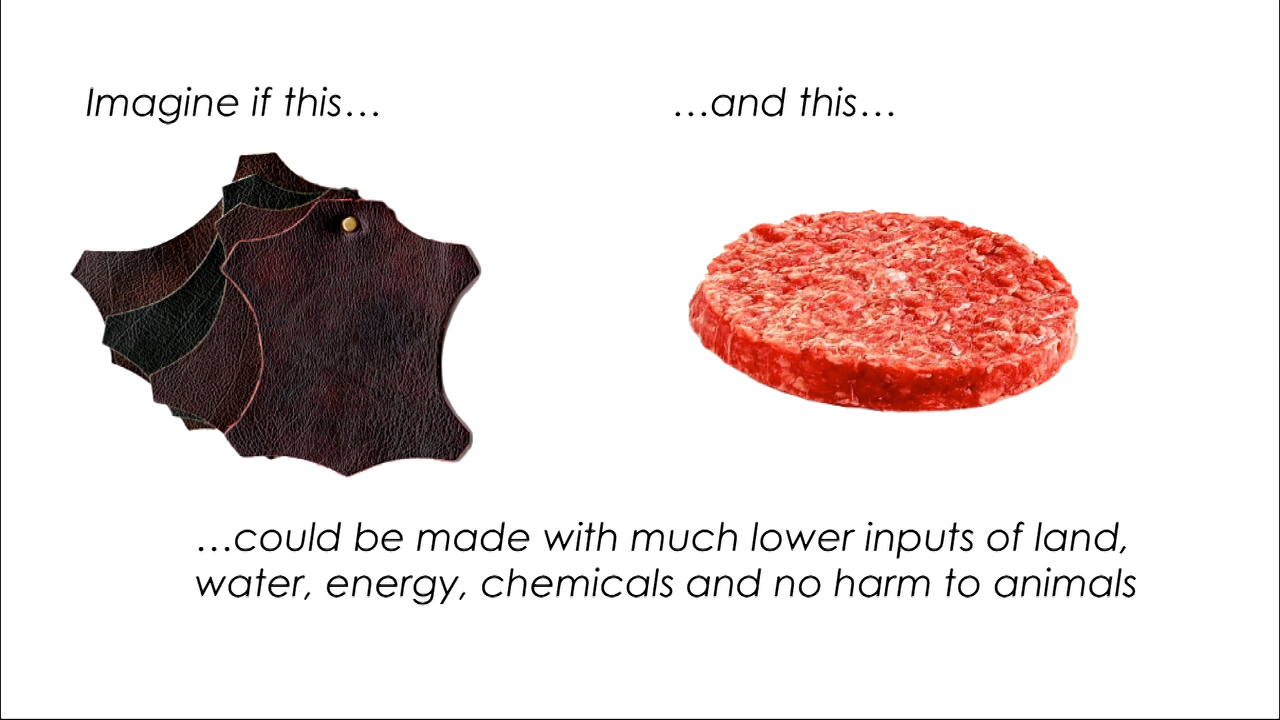 Imagine if this…
…and this…
…could be made with much lower inputs of land,
water, energy, chemicals and no harm to animals